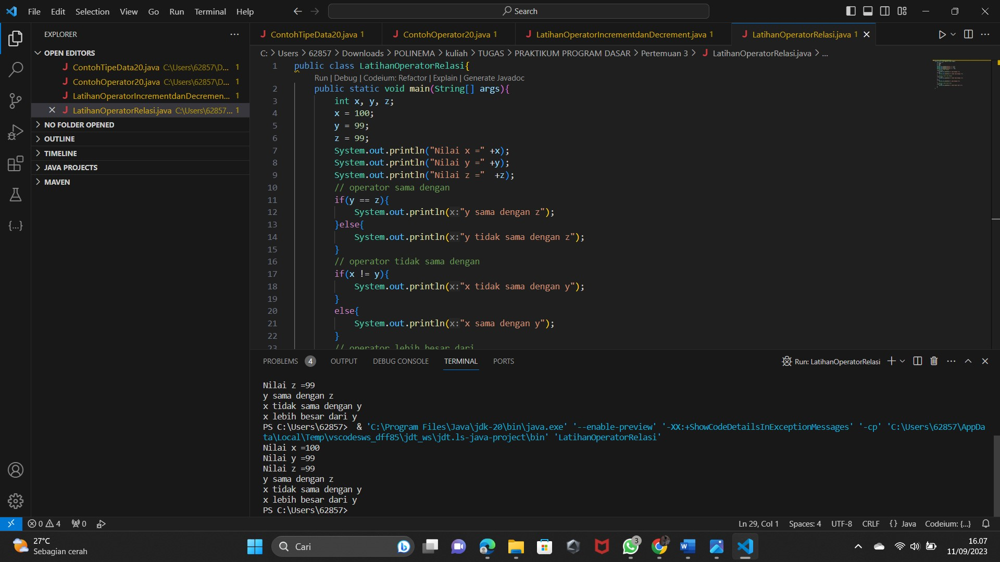 File Edit Selection View Go Run Terminal Help
Search
EXPLORER
OPEN EDITORS
ContohTipeData20.java C:\Users\62857\D... 1
ContohOperator20.java C:\Users\62857\D... 1
LatihanOperatorIncrementdanDecremen... 1
LatihanOperatorRelasi.java C:\Users\62857... 1
NO FOLDER OPENED
OUTLINE
TIMELINE
JAVA PROJECTS
MAVEN
J ContohTipeData20.java 1
J ContohOperator20.java 1
J LatihanOperatorIncrementdanDecrement.java 1
J LatihanOperatorRelasi.java 1
C: > Users > 62857 > Downloads > POLINEMA > kuliah > TUGAS > PRAKTIKUM PROGRAM DASAR > Pertemuan 3 > J LatihanOperatorRelasi.java > ...
1 public class LatihanOperatorRelasi{
Run | Debug | Codeium: Refactor | Explain | Generate Javadoc
2 public static void main(String[] args){
3 int x, y, z;
4 x = 100;
5 y = 99;
6 z = 99;
7 System.out.println("Nilai x =" +x);
8 System.out.println("Nilai y =" +y);
9 System.out.println("Nilai z ="  +z);
10 // operator sama dengan
11 if(y == z){
12 System.out.println(x:"y sama dengan z");
13 }else{
14 System.out.println(x:"y tidak sama dengan z");
15 }
16 // operator tidak sama dengan
17 if(x != y){
18 System.out.println(x:"x tidak sama dengan y");
19 }
20 else{
21 System.out.println(x:"x sama dengan y");
22 }
23 // operator lebih besar dari
PROBLEMS 4 OUTPUT DEBUG CONSOLE TERMINAL PORTS
Run: LatihanOperatorRelasi
Nilai z =99
y sama dengan z
x tidak sama dengan y
x lebih besar dari y
PS C:\Users\62857>  & 'C:\Program Files\Java\jdk-20\bin\java.exe' '--enable-preview' '-XX:+ShowCodeDetailsInExceptionMessages' '-cp' 'C:\Users\62857\AppDa
ta\Local\Temp\vscodesws_dff85\jdt_ws\jdt.ls-java-project\bin' 'LatihanOperatorRelasi'
Nilai x =100
Nilai y =99
Nilai z =99
y sama dengan z
x tidak sama dengan y
x lebih besar dari y
PS C:\Users\62857>
0 4 0
Ln 29, Col 1 Spaces: 4 UTF-8 CRLF {} Java Codeium: {...}
27°C
Sebagian cerah
Cari
3
16.07
11/09/2023